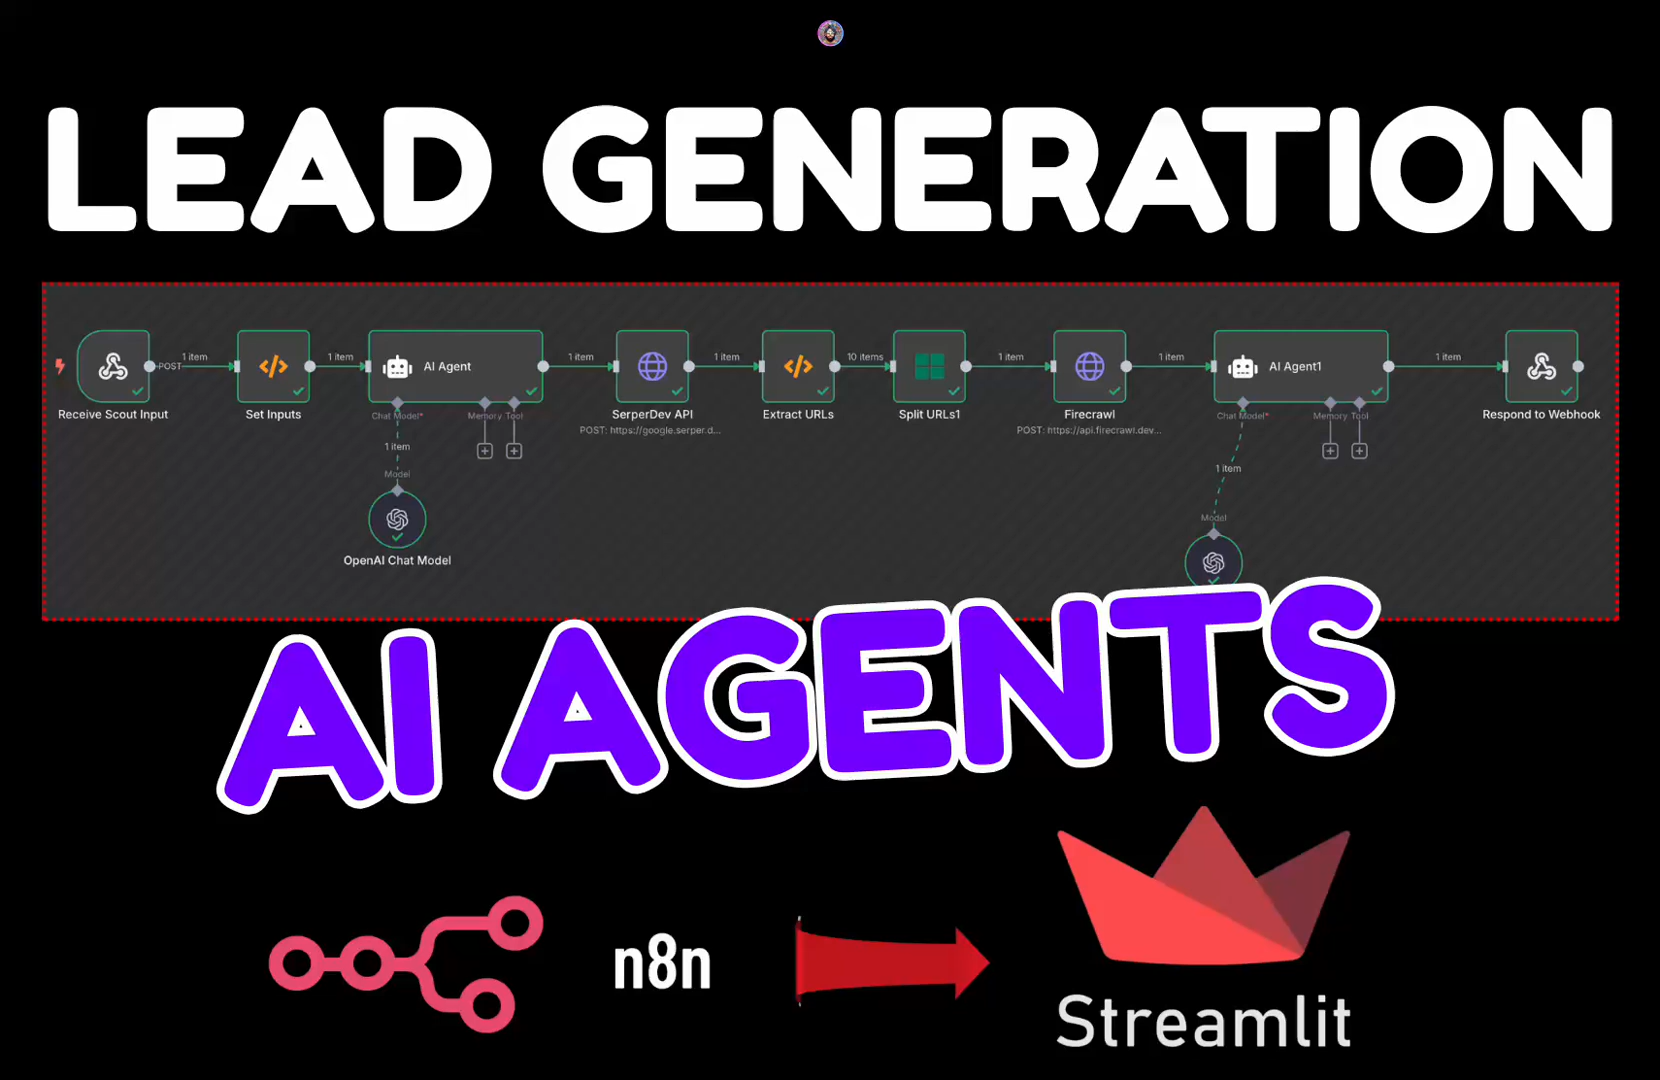 LEAD GENERATION
POST
1 item
1 item
1 item
1 item
10 items
1 item
1 item
1 item
AI Agent
AI Agent1
Receive Scout Input
Set Inputs
Chat Model*
Memory
Tool
SerperDev API
POST: https://google.serper.d...
Extract URLs
Split URLs1
Firecrawl
POST: https://api.firecrawl.dev...
Chat Model*
Memory
Tool
Respond to Webhook
1 item
Model
OpenAI Chat Model
1 item
Model
AI AGENTS
n8n
Streamlit